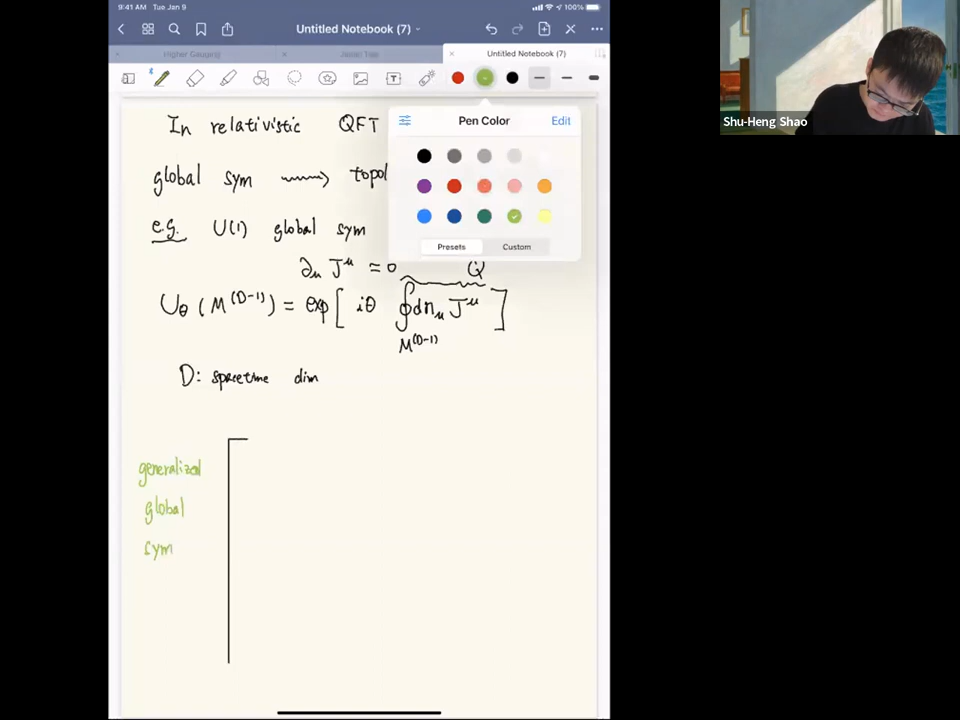 9:41 AM Tue Jan 9
100%
Untitled Notebook (7)
Higher Gauging
Untitled Notebook (7)
In relativistic QFT
global sym ⟿ topol
e.g. U(1) global sym
∂μ J^μ = 0
Q
Uθ (M^(D-1)) = exp[ iθ ∮ dnμ J^μ ]
M^(D-1)
D: spacetime dim
generalized
global
sym
Pen Color
Edit
Presets
Custom
Shu-Heng Shao